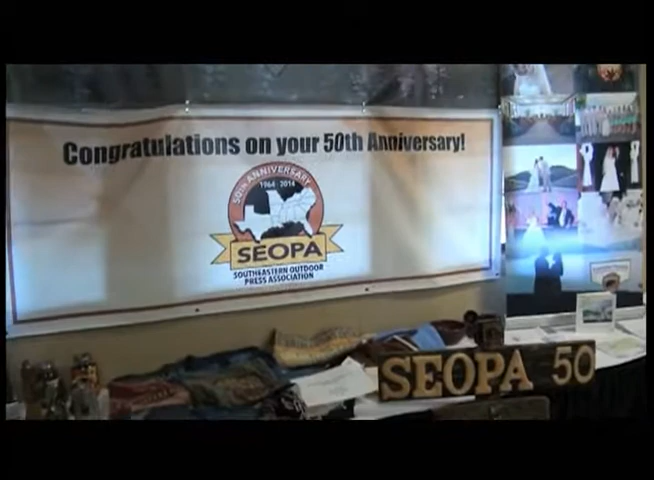 Congratulations on your 50th Anniversary!
50TH ANNIVERSARY
1964 - 2014
SEOPA
SOUTHEASTERN OUTDOOR
PRESS ASSOCIATION
SEOPA 50